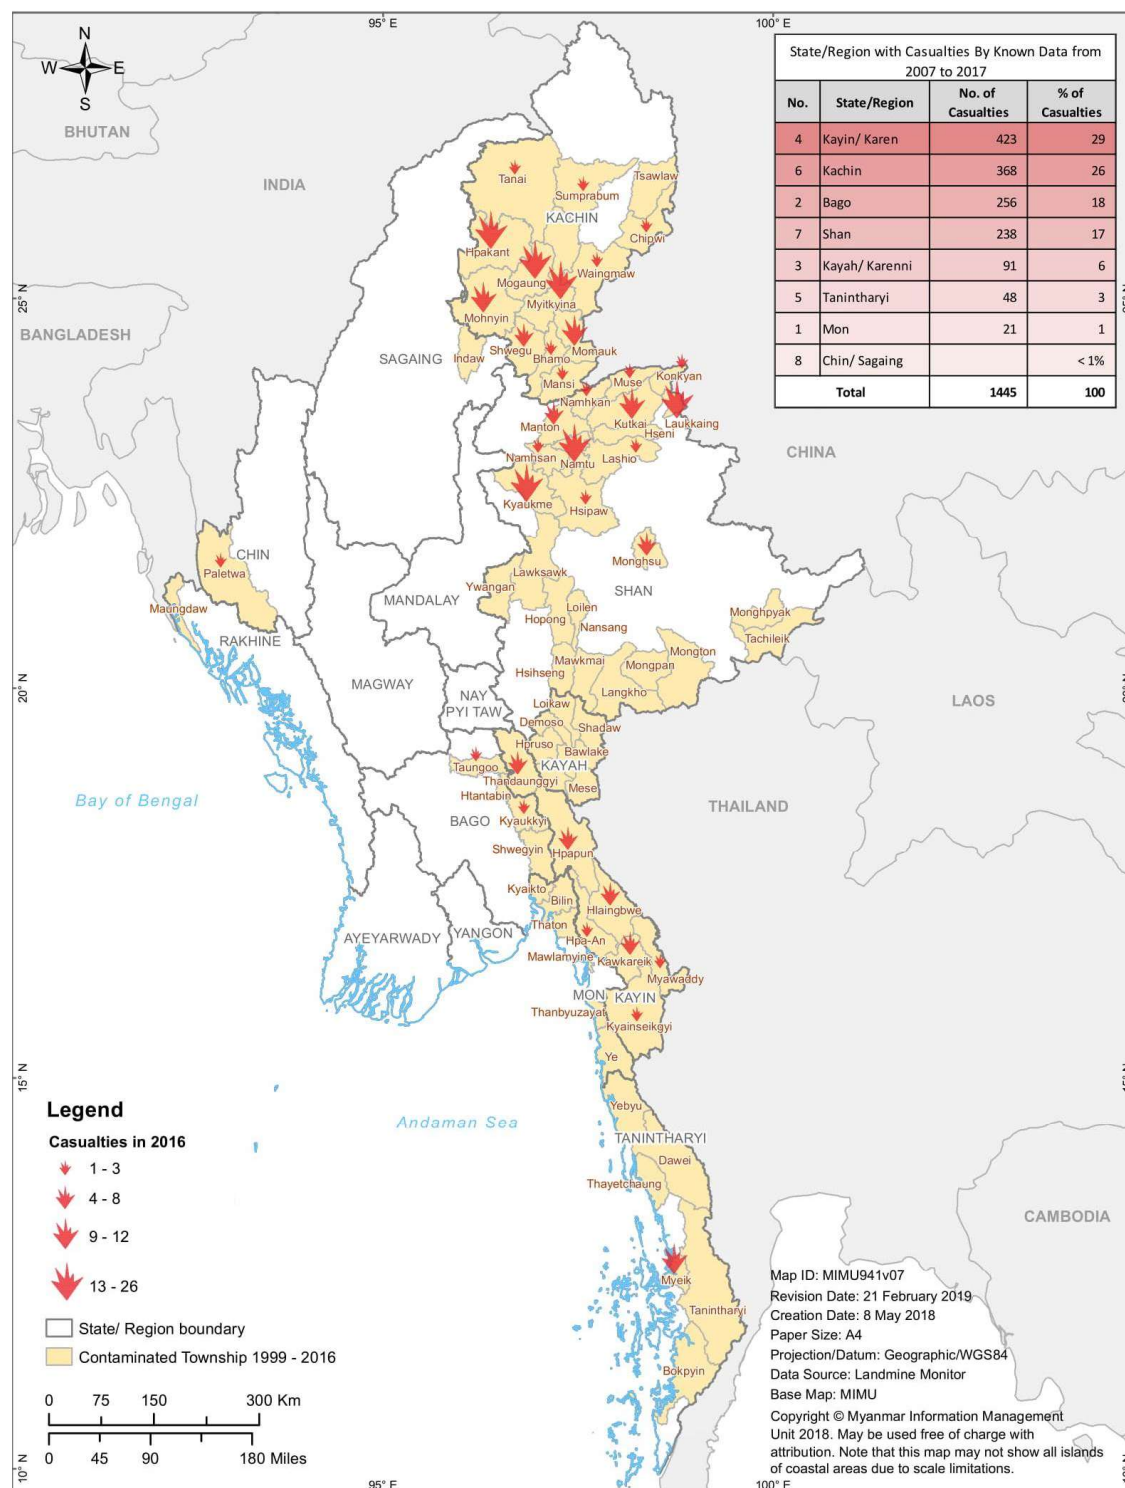 95° E
100° E
N
W E
S
State/Region with Casualties By Known Data from
2007 to 2017
No. State/Region No. of Casualties % of Casualties
4 Kayin/ Karen 423 29
6 Kachin 368 26
2 Bago 256 18
7 Shan 238 17
3 Kayah/ Karenni 91 6
5 Tanintharyi 48 3
1 Mon 21 1
8 Chin/ Sagaing < 1%
Total 1445 100
BHUTAN
INDIA
Tanai
Sumprabum
Tsawlaw
KACHIN
Chipwi
Hpakant
Waingmaw
Mogaung
Myitkyina
25° N
Mohnyin
BANGLADESH
SAGAING
Indaw
Shwegu
Bhamo
Momauk
Mansi
Muse
Konkyan
Namhkan
Manton
Kutkai
Laukkaing
Hseni
Namhsan
Namtu
Lashio
CHINA
Kyaukme
Hsipaw
CHIN
Paletwa
Monghsu
Lawksawk
Ywangan
SHAN
MANDALAY
Maungdaw
Loilen
Hopong
Nansang
Monghpyak
RAKHINE
Tachileik
Mawkmai
Mongton
Mongpan
Hsihseng
20° N
MAGWAY
NAY
PYI TAW
Langkho
LAOS
Loikaw
Demoso
Shadaw
Hpruso
Bawlake
Taungoo
KAYAH
Thandaunggyi
Mese
Htantabin
Bay of Bengal
THAILAND
BAGO
Kyaukkyi
Shwegyin
Hpapun
Kyaikto
Bilin
Hlaingbwe
Thaton
AYEYARWADY
YANGON
Hpa-An
Mawlamyine
Kawkareik
Myawaddy
MON
KAYIN
Thanbyuzayat
Kyainseikgyi
Ye
15° N
Legend
Yebyu
Andaman Sea
TANINTHARYI
Casualties in 2016
Dawei
1 - 3
Thayetchaung
4 - 8
9 - 12
CAMBODIA
13 - 26
Myeik
Map ID: MIMU941v07
Revision Date: 21 February 2019
Tanintharyi
Creation Date: 8 May 2018
State/ Region boundary
Paper Size: A4
Contaminated Township 1999 - 2016
Projection/Datum: Geographic/WGS84
Bokpyin
Data Source: Landmine Monitor
Base Map: MIMU
0 75 150 300 Km
Copyright © Myanmar Information Management
Unit 2018. May be used free of charge with
attribution. Note that this map may not show all islands
of coastal areas due to scale limitations.
0 45 90 180 Miles
10° N
95° E
100° E